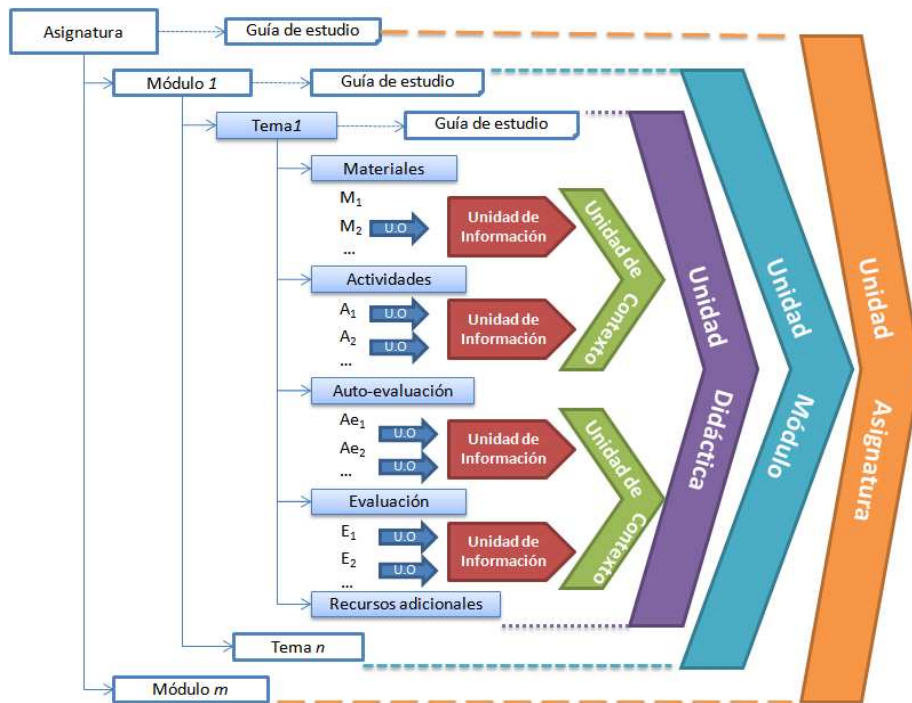 Asignatura
Guía de estudio
Módulo 1
Guía de estudio
Tema1
Guía de estudio
Materiales
M1
M2
U.O
...
Unidad de
Información
Actividades
A1
U.O
A2
U.O
...
Unidad de
Información
Unidad de
Contexto
Auto-evaluación
Ae1
U.O
Ae2
...
U.O
Unidad de
Información
Evaluación
E1
U.O
E2
U.O
...
Unidad de
Información
Unidad de
Contexto
Recursos adicionales
Tema n
Módulo m
Unidad
Didáctica
Unidad
Módulo
Unidad
Asignatura